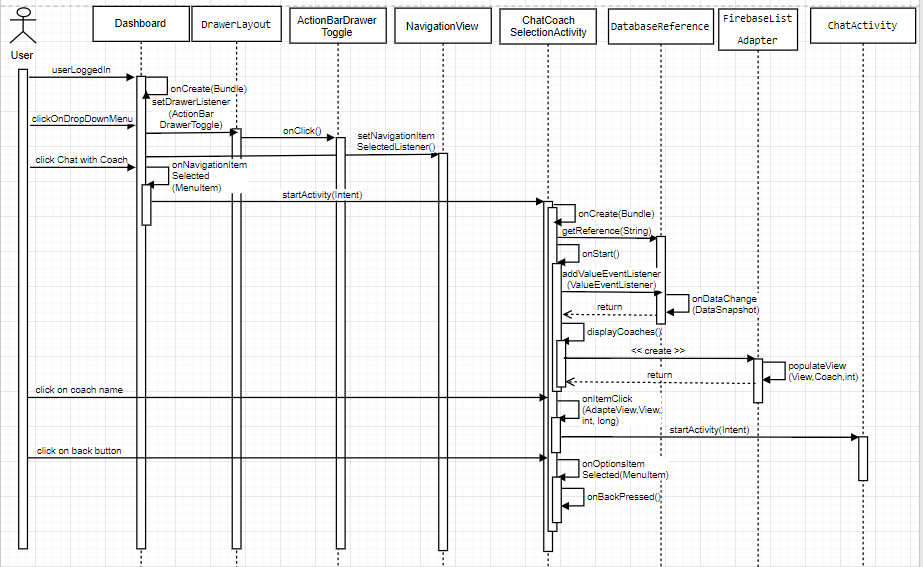 User
Dashboard
DrawerLayout
ActionBarDrawer
Toggle
NavigationView
ChatCoach
SelectionActivity
DatabaseReference
FirebaseList
Adapter
ChatActivity
userLoggedIn
onCreate(Bundle)
setDrawerListener
(ActionBar
DrawerToggle)
clickOnDropDownMenu
onClick()
setNavigationItem
SelectedListener()
click Chat with Coach
onNavigationItem
Selected
(MenuItem)
startActivity(Intent)
onCreate(Bundle)
getReference(String)
onStart()
addValueEventListener
(ValueEventListener)
onDataChange
(DataSnapshot)
return
displayCoaches()
<< create >>
populateView
(View,Coach,int)
return
click on coach name
onItemClick
(AdapteView,View,
int, long)
startActivity(Intent)
click on back button
onOptionsItem
Selected(MenuItem)
onBackPressed()